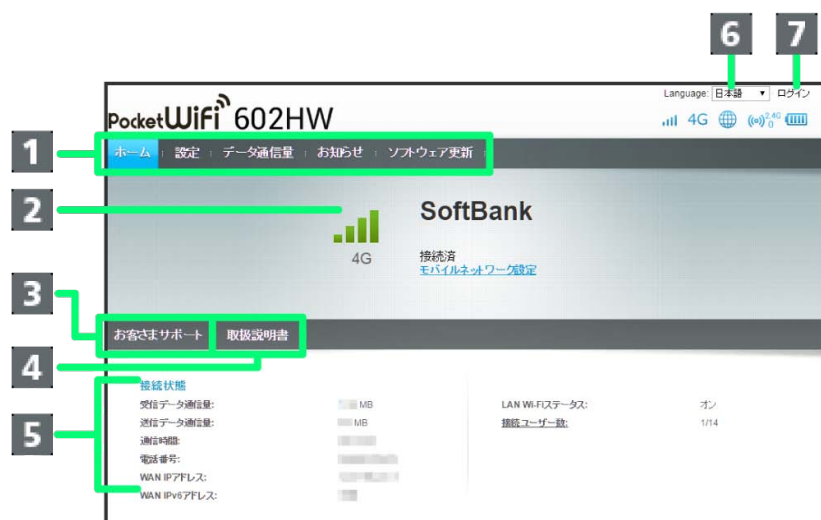 6 7
Language: 日本語 ▼ ログイン
PocketWiFi 602HW
4G 2.4G 0
1
ホーム 設定 データ通信量 お知らせ ソフトウェア更新
2
SoftBank
4G
接続済
モバイルネットワーク設定
3
お客さまサポート 取扱説明書
4
接続状態
受信データ通信量: MB LAN Wi-Fiステータス: オン
送信データ通信量: MB 接続ユーザー数: 1/14
5
通信時間:
電話番号:
WAN IPアドレス:
WAN IPv6アドレス: